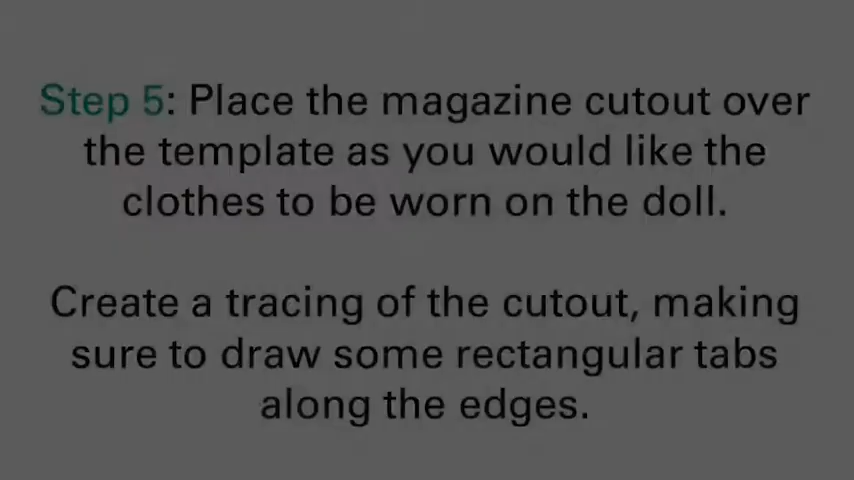 Step 5: Place the magazine cutout over
the template as you would like the
clothes to be worn on the doll.
Create a tracing of the cutout, making
sure to draw some rectangular tabs
along the edges.